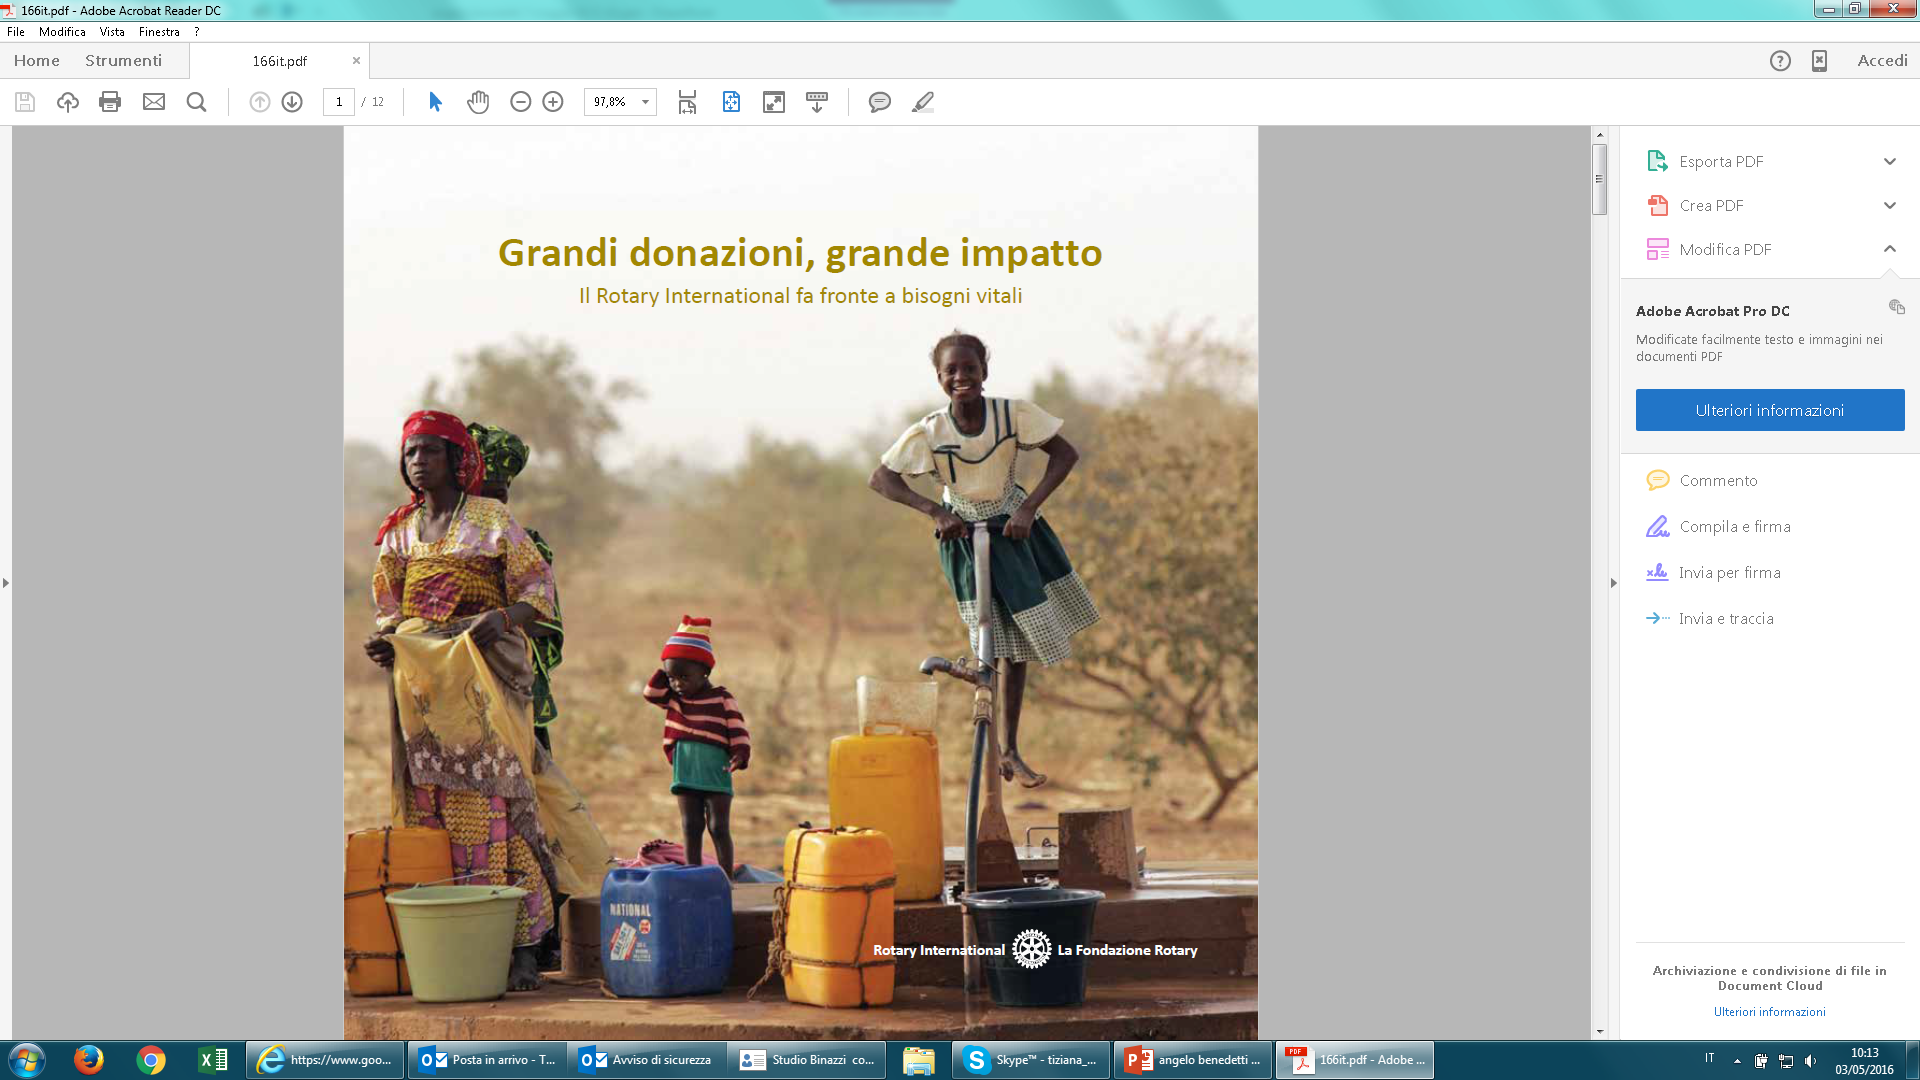 166it.pdf - Adobe Acrobat Reader DC
File Modifica Vista Finestra ?
Home Strumenti 166it.pdf × Accedi
1 / 12 97,8%
Grandi donazioni, grande impatto
Il Rotary International fa fronte a bisogni vitali
NATIONAL
Rotary International La Fondazione Rotary
Esporta PDF
Crea PDF
Modifica PDF
Adobe Acrobat Pro DC
Modificate facilmente testo e immagini nei
documenti PDF
Ulteriori informazioni
Commento
Compila e firma
Invia per firma
Invia e traccia
Archiviazione e condivisione di file in
Document Cloud
Ulteriori informazioni
https://www.goo...
Posta in arrivo - T...
Avviso di sicurezza
Studio Binazzi co...
Skype™ - tiziana_...
angelo benedetti ...
166it.pdf - Adobe ...
IT
10:13
03/05/2016